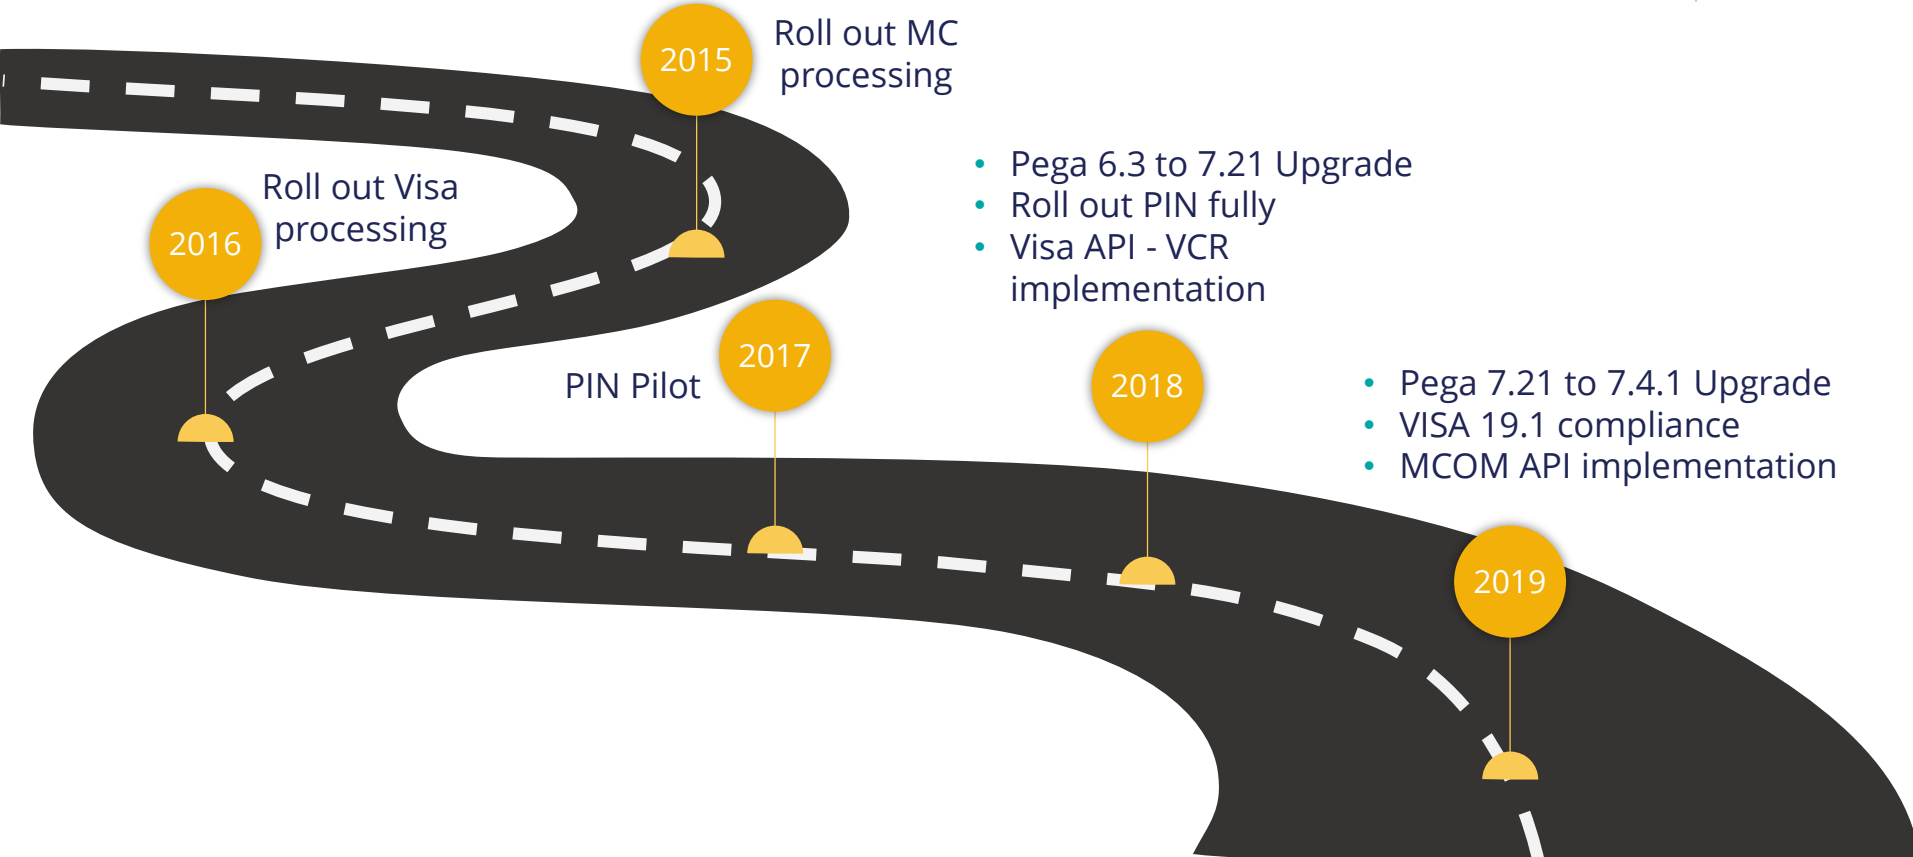 2015
Roll out MC
processing
2016
Roll out Visa
processing
2017
PIN Pilot
2018
• Pega 6.3 to 7.21 Upgrade
• Roll out PIN fully
• Visa API - VCR
implementation
2019
• Pega 7.21 to 7.4.1 Upgrade
• VISA 19.1 compliance
• MCOM API implementation